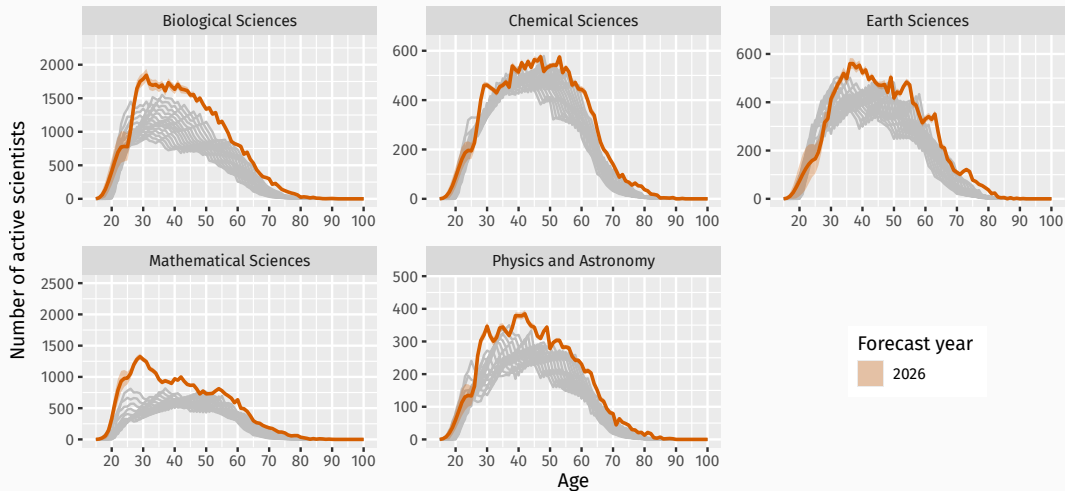 Biological Sciences
Chemical Sciences
Earth Sciences
2000
1500
1000
500
0
600
400
200
0
600
400
200
0
20 30 40 50 60 70 80 90 100
20 30 40 50 60 70 80 90 100
20 30 40 50 60 70 80 90 100
Mathematical Sciences
Physics and Astronomy
2500
2000
1500
1000
500
0
500
400
300
200
100
0
20 30 40 50 60 70 80 90 100
20 30 40 50 60 70 80 90 100
Number of active scientists
Age
Forecast year
2026